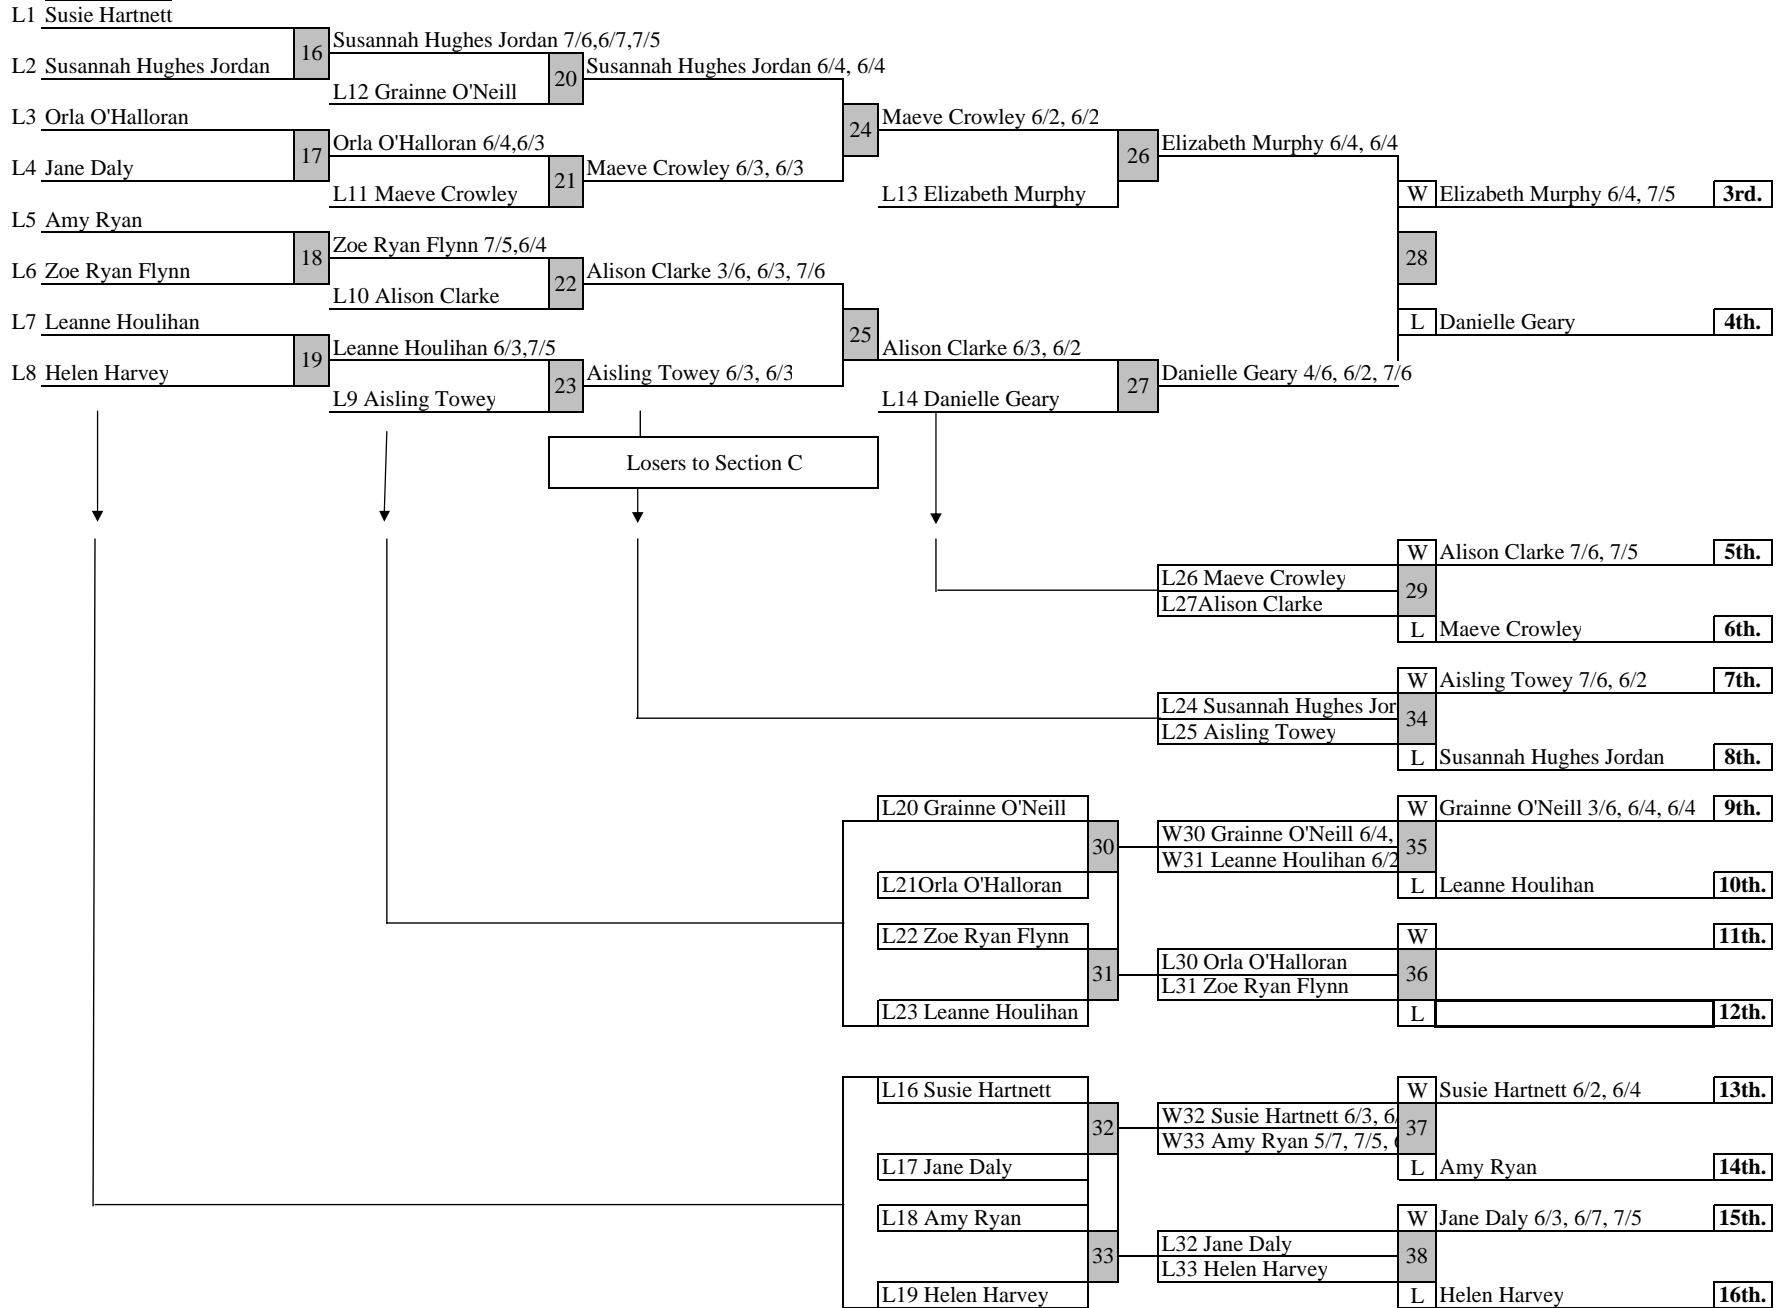 L1 Susie Hartnett
16 Susannah Hughes Jordan 7/6,6/7,7/5
L2 Susannah Hughes Jordan
20 Susannah Hughes Jordan 6/4, 6/4
L12 Grainne O'Neill
L3 Orla O'Halloran
24 Maeve Crowley 6/2, 6/2
17 Orla O'Halloran 6/4,6/3
26 Elizabeth Murphy 6/4, 6/4
L4 Jane Daly
21 Maeve Crowley 6/3, 6/3
L11 Maeve Crowley
L13 Elizabeth Murphy
W Elizabeth Murphy 6/4, 7/5 3rd.
L5 Amy Ryan
18 Zoe Ryan Flynn 7/5,6/4
28
L6 Zoe Ryan Flynn
22 Alison Clarke 3/6, 6/3, 7/6
L10 Alison Clarke
L7 Leanne Houlihan
L Danielle Geary 4th.
25 Alison Clarke 6/3, 6/2
19 Leanne Houlihan 6/3,7/5
L8 Helen Harvey
23 Aisling Towey 6/3, 6/3
27 Danielle Geary 4/6, 6/2, 7/6
L9 Aisling Towey
L14 Danielle Geary
Losers to Section C
W Alison Clarke 7/6, 7/5 5th.
L26 Maeve Crowley
29
L27Alison Clarke
L Maeve Crowley 6th.
W Aisling Towey 7/6, 6/2 7th.
L24 Susannah Hughes Jor
34
L25 Aisling Towey
L Susannah Hughes Jordan 8th.
L20 Grainne O'Neill
W Grainne O'Neill 3/6, 6/4, 6/4 9th.
W30 Grainne O'Neill 6/4,
30
35
W31 Leanne Houlihan 6/2
L21Orla O'Halloran
L Leanne Houlihan 10th.
L22 Zoe Ryan Flynn
W 11th.
L30 Orla O'Halloran
31
36
L31 Zoe Ryan Flynn
L23 Leanne Houlihan
L 12th.
L16 Susie Hartnett
W Susie Hartnett 6/2, 6/4 13th.
W32 Susie Hartnett 6/3, 6/
32
37
W33 Amy Ryan 5/7, 7/5,
L17 Jane Daly
L Amy Ryan 14th.
L18 Amy Ryan
W Jane Daly 6/3, 6/7, 7/5 15th.
L32 Jane Daly
33
38
L33 Helen Harvey
L19 Helen Harvey
L Helen Harvey 16th.